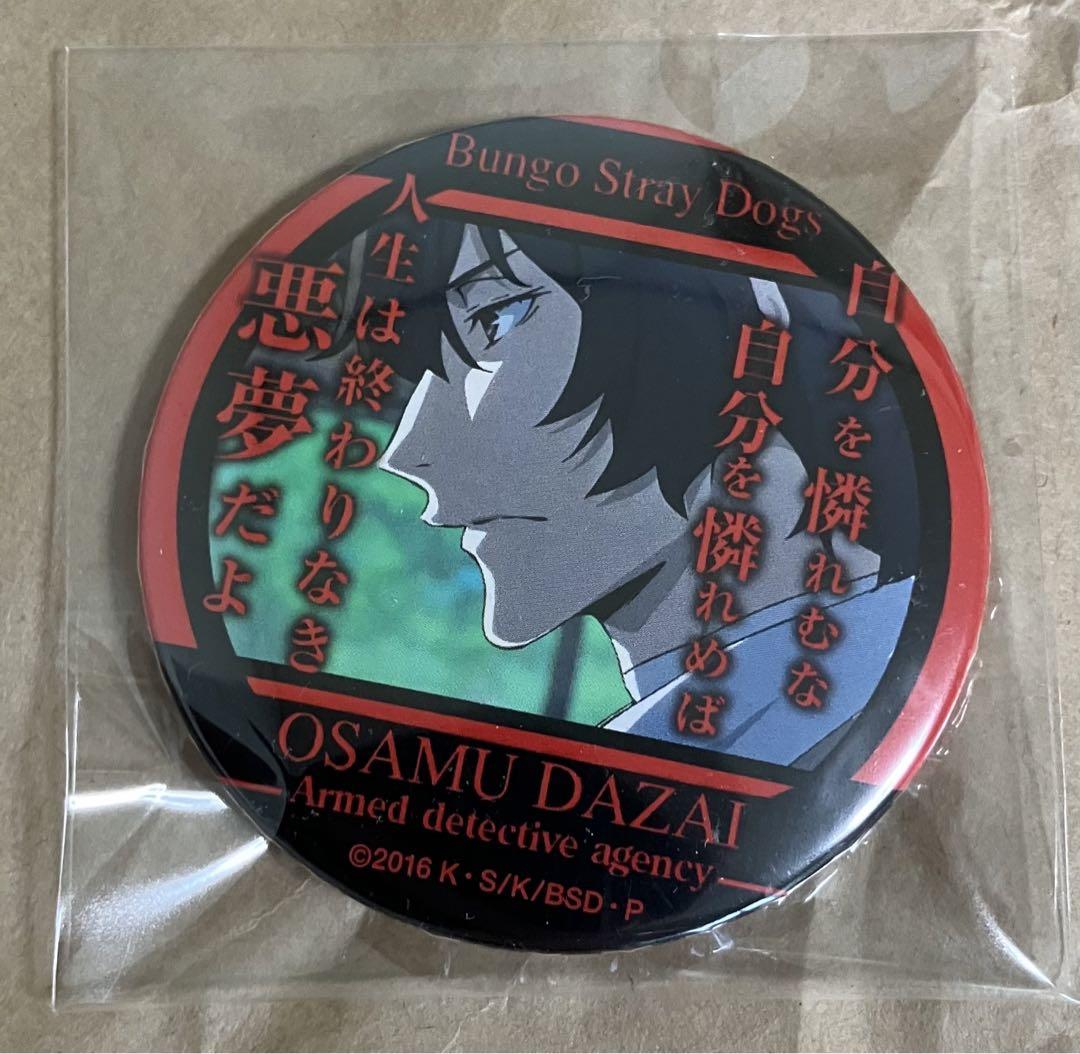 Bungo Stray Dogs
自分を憐れむな
自分を憐れめば
人生は終わりなき
悪夢だよ
OSAMU DAZAI
Armed detective agency
©2016 K・S/K/BSD・P